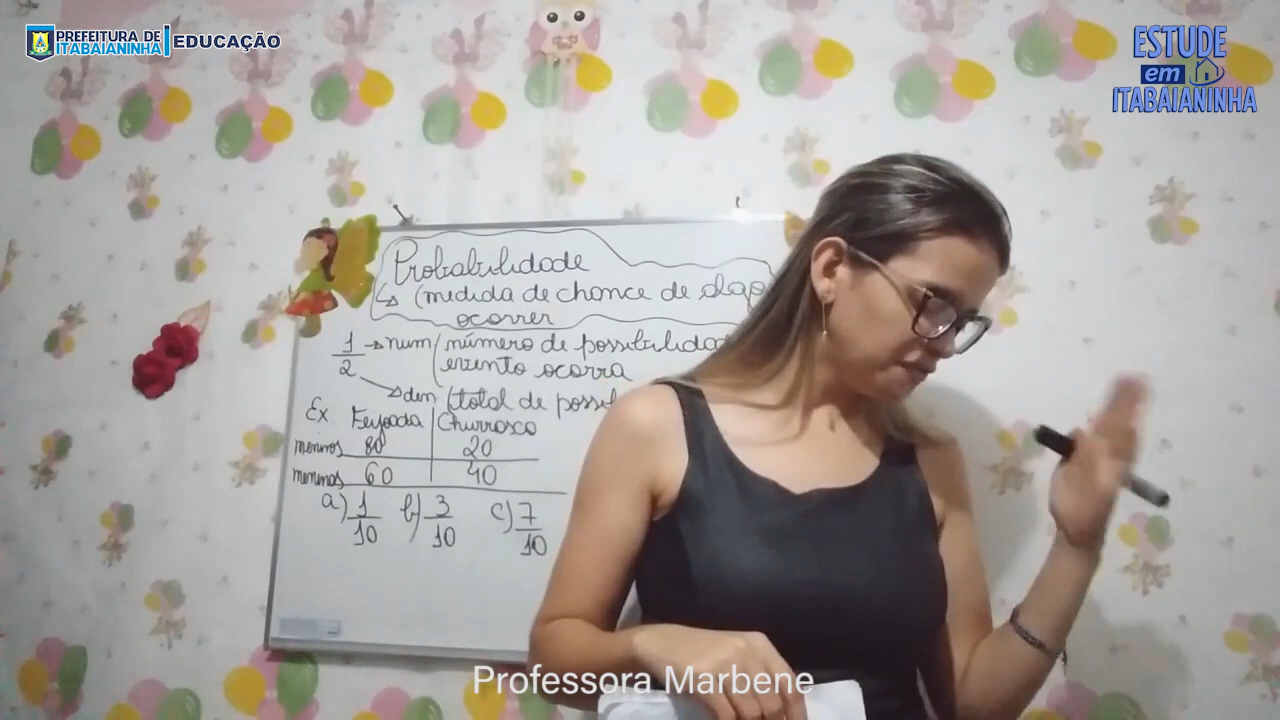 PREFEITURA DE
ITABAIANINHA
EDUCAÇÃO
ESTUDE
em
ITABAIANINHA
Probabilidade
(medida de chance de algo
ocorrer
1/2 → num (número de possibilidad
evento ocorra
den (total de possib
Ex Feijoada Churrasco
meninos 80 20
meninas 60 40
a) 1/10 b) 3/10 c) 7/10
Professora Marbene